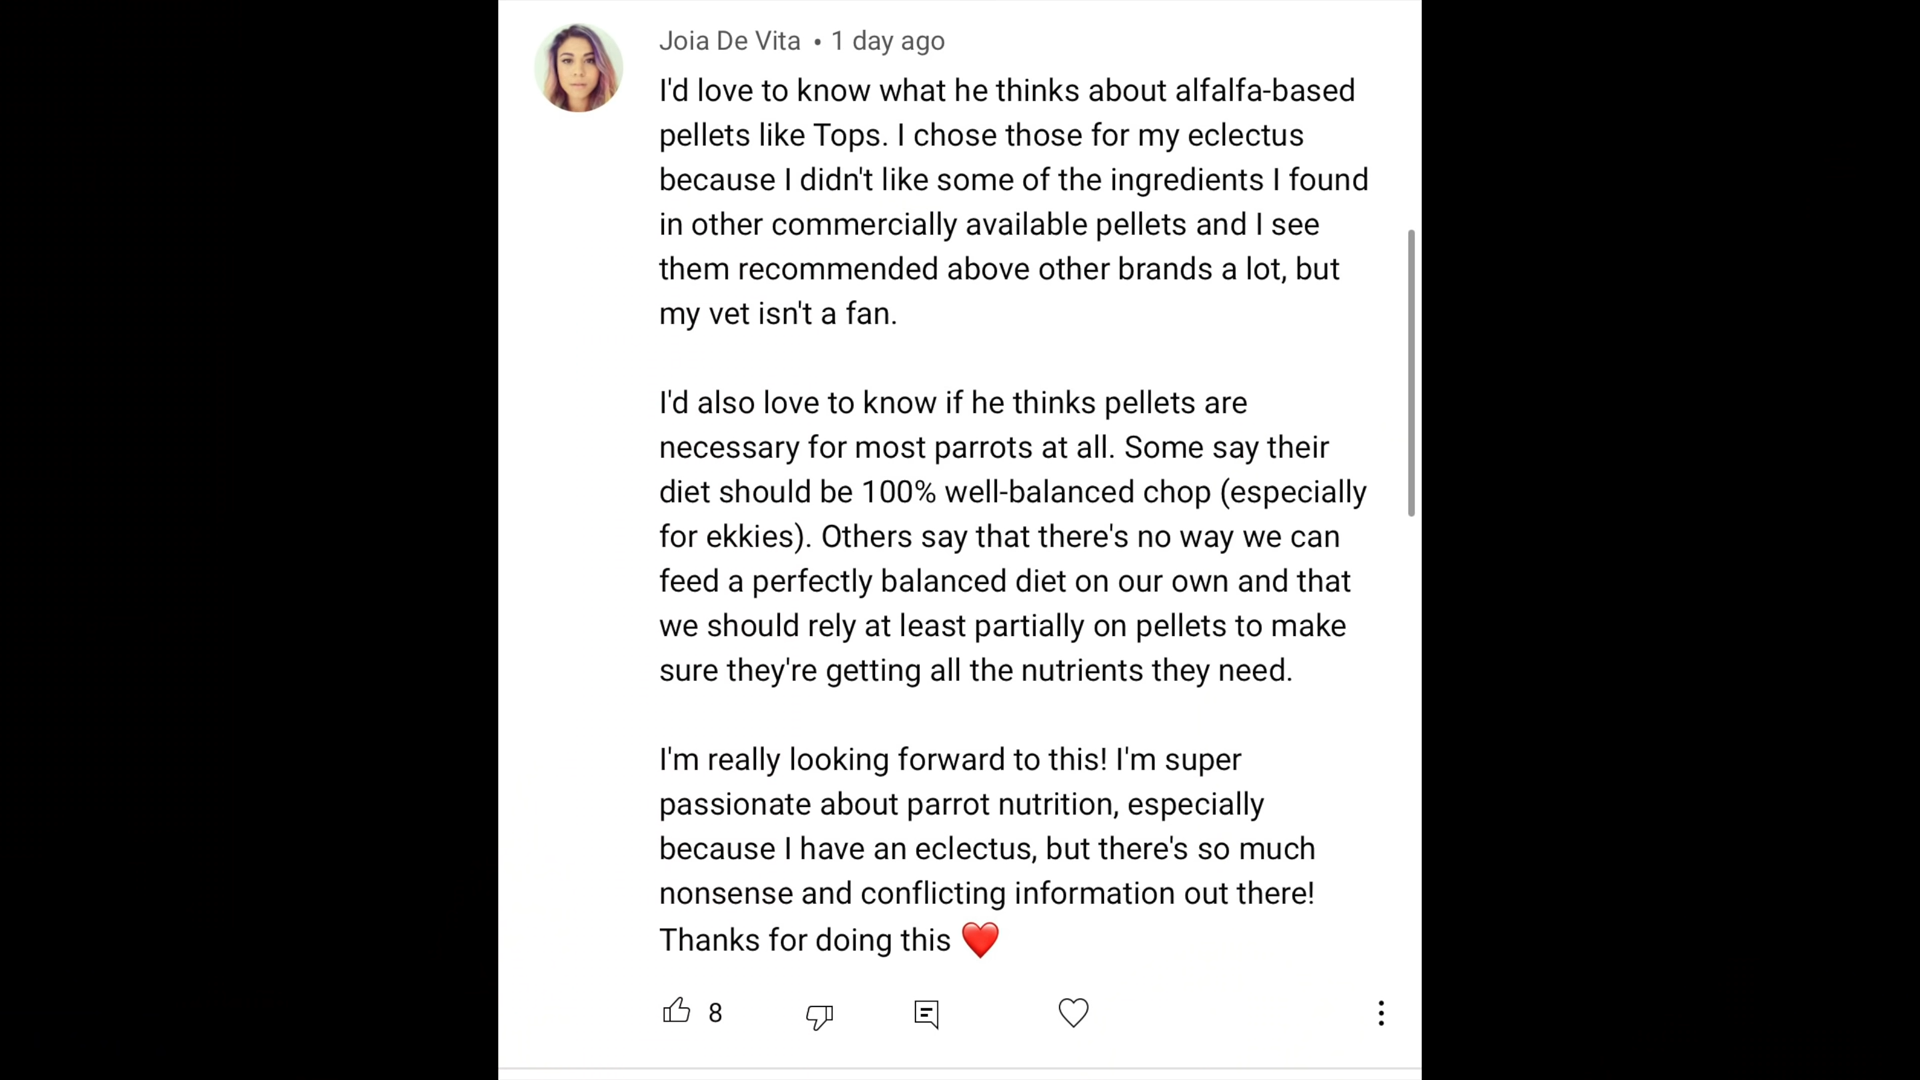 Joia De Vita • 1 day ago
I'd love to know what he thinks about alfalfa-based
pellets like Tops. I chose those for my eclectus
because I didn't like some of the ingredients I found
in other commercially available pellets and I see
them recommended above other brands a lot, but
my vet isn't a fan.
I'd also love to know if he thinks pellets are
necessary for most parrots at all. Some say their
diet should be 100% well-balanced chop (especially
for ekkies). Others say that there's no way we can
feed a perfectly balanced diet on our own and that
we should rely at least partially on pellets to make
sure they're getting all the nutrients they need.
I'm really looking forward to this! I'm super
passionate about parrot nutrition, especially
because I have an eclectus, but there's so much
nonsense and conflicting information out there!
Thanks for doing this ❤️
8